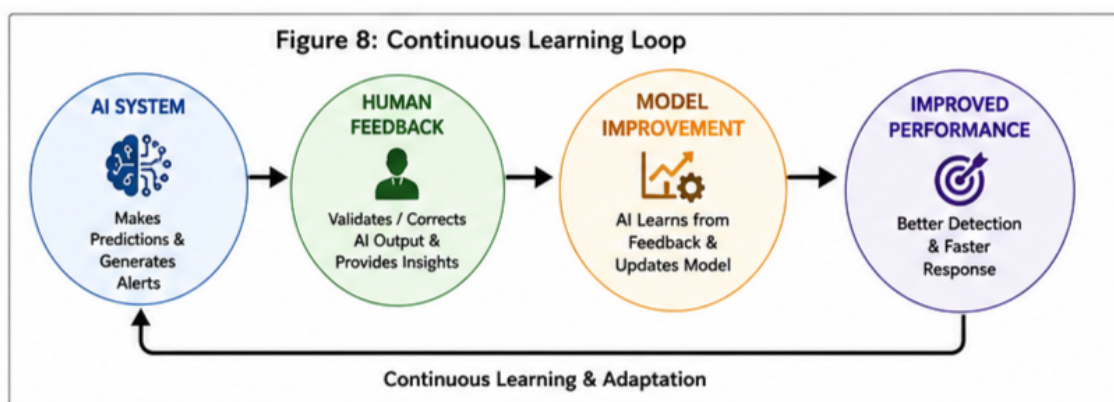 Figure 8: Continuous Learning Loop
AI SYSTEM
Makes
Predictions &
Generates
Alerts
HUMAN
FEEDBACK
Validates / Corrects
AI Output &
Provides Insights
MODEL
IMPROVEMENT
AI Learns from
Feedback &
Updates Model
IMPROVED
PERFORMANCE
Better Detection
& Faster
Response
Continuous Learning & Adaptation